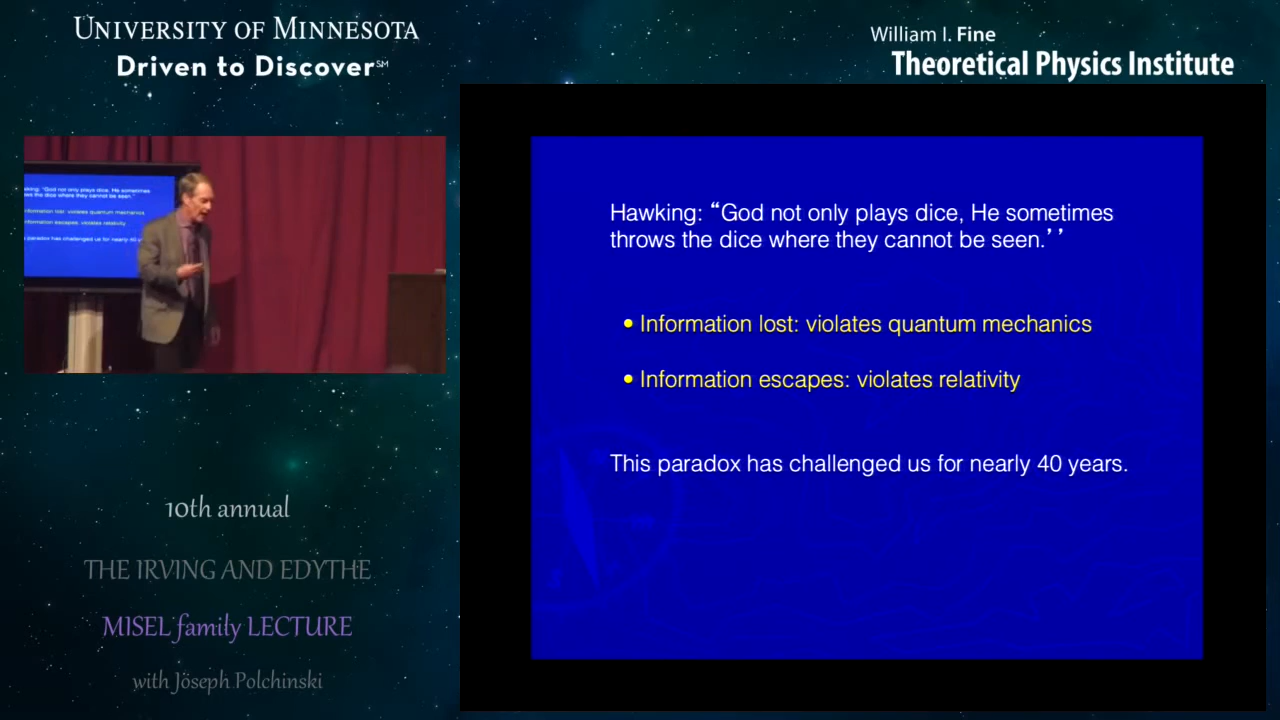 UNIVERSITY OF MINNESOTA
Driven to Discover℠
William I. Fine
Theoretical Physics Institute
Hawking: “God not only plays dice, He sometimes
throws the dice where they cannot be seen.’’
• Information lost: violates quantum mechanics
• Information escapes: violates relativity
This paradox has challenged us for nearly 40 years.
10th annual
THE IRVING AND EDYTHE
MISEL family LECTURE
with Joseph Polchinski